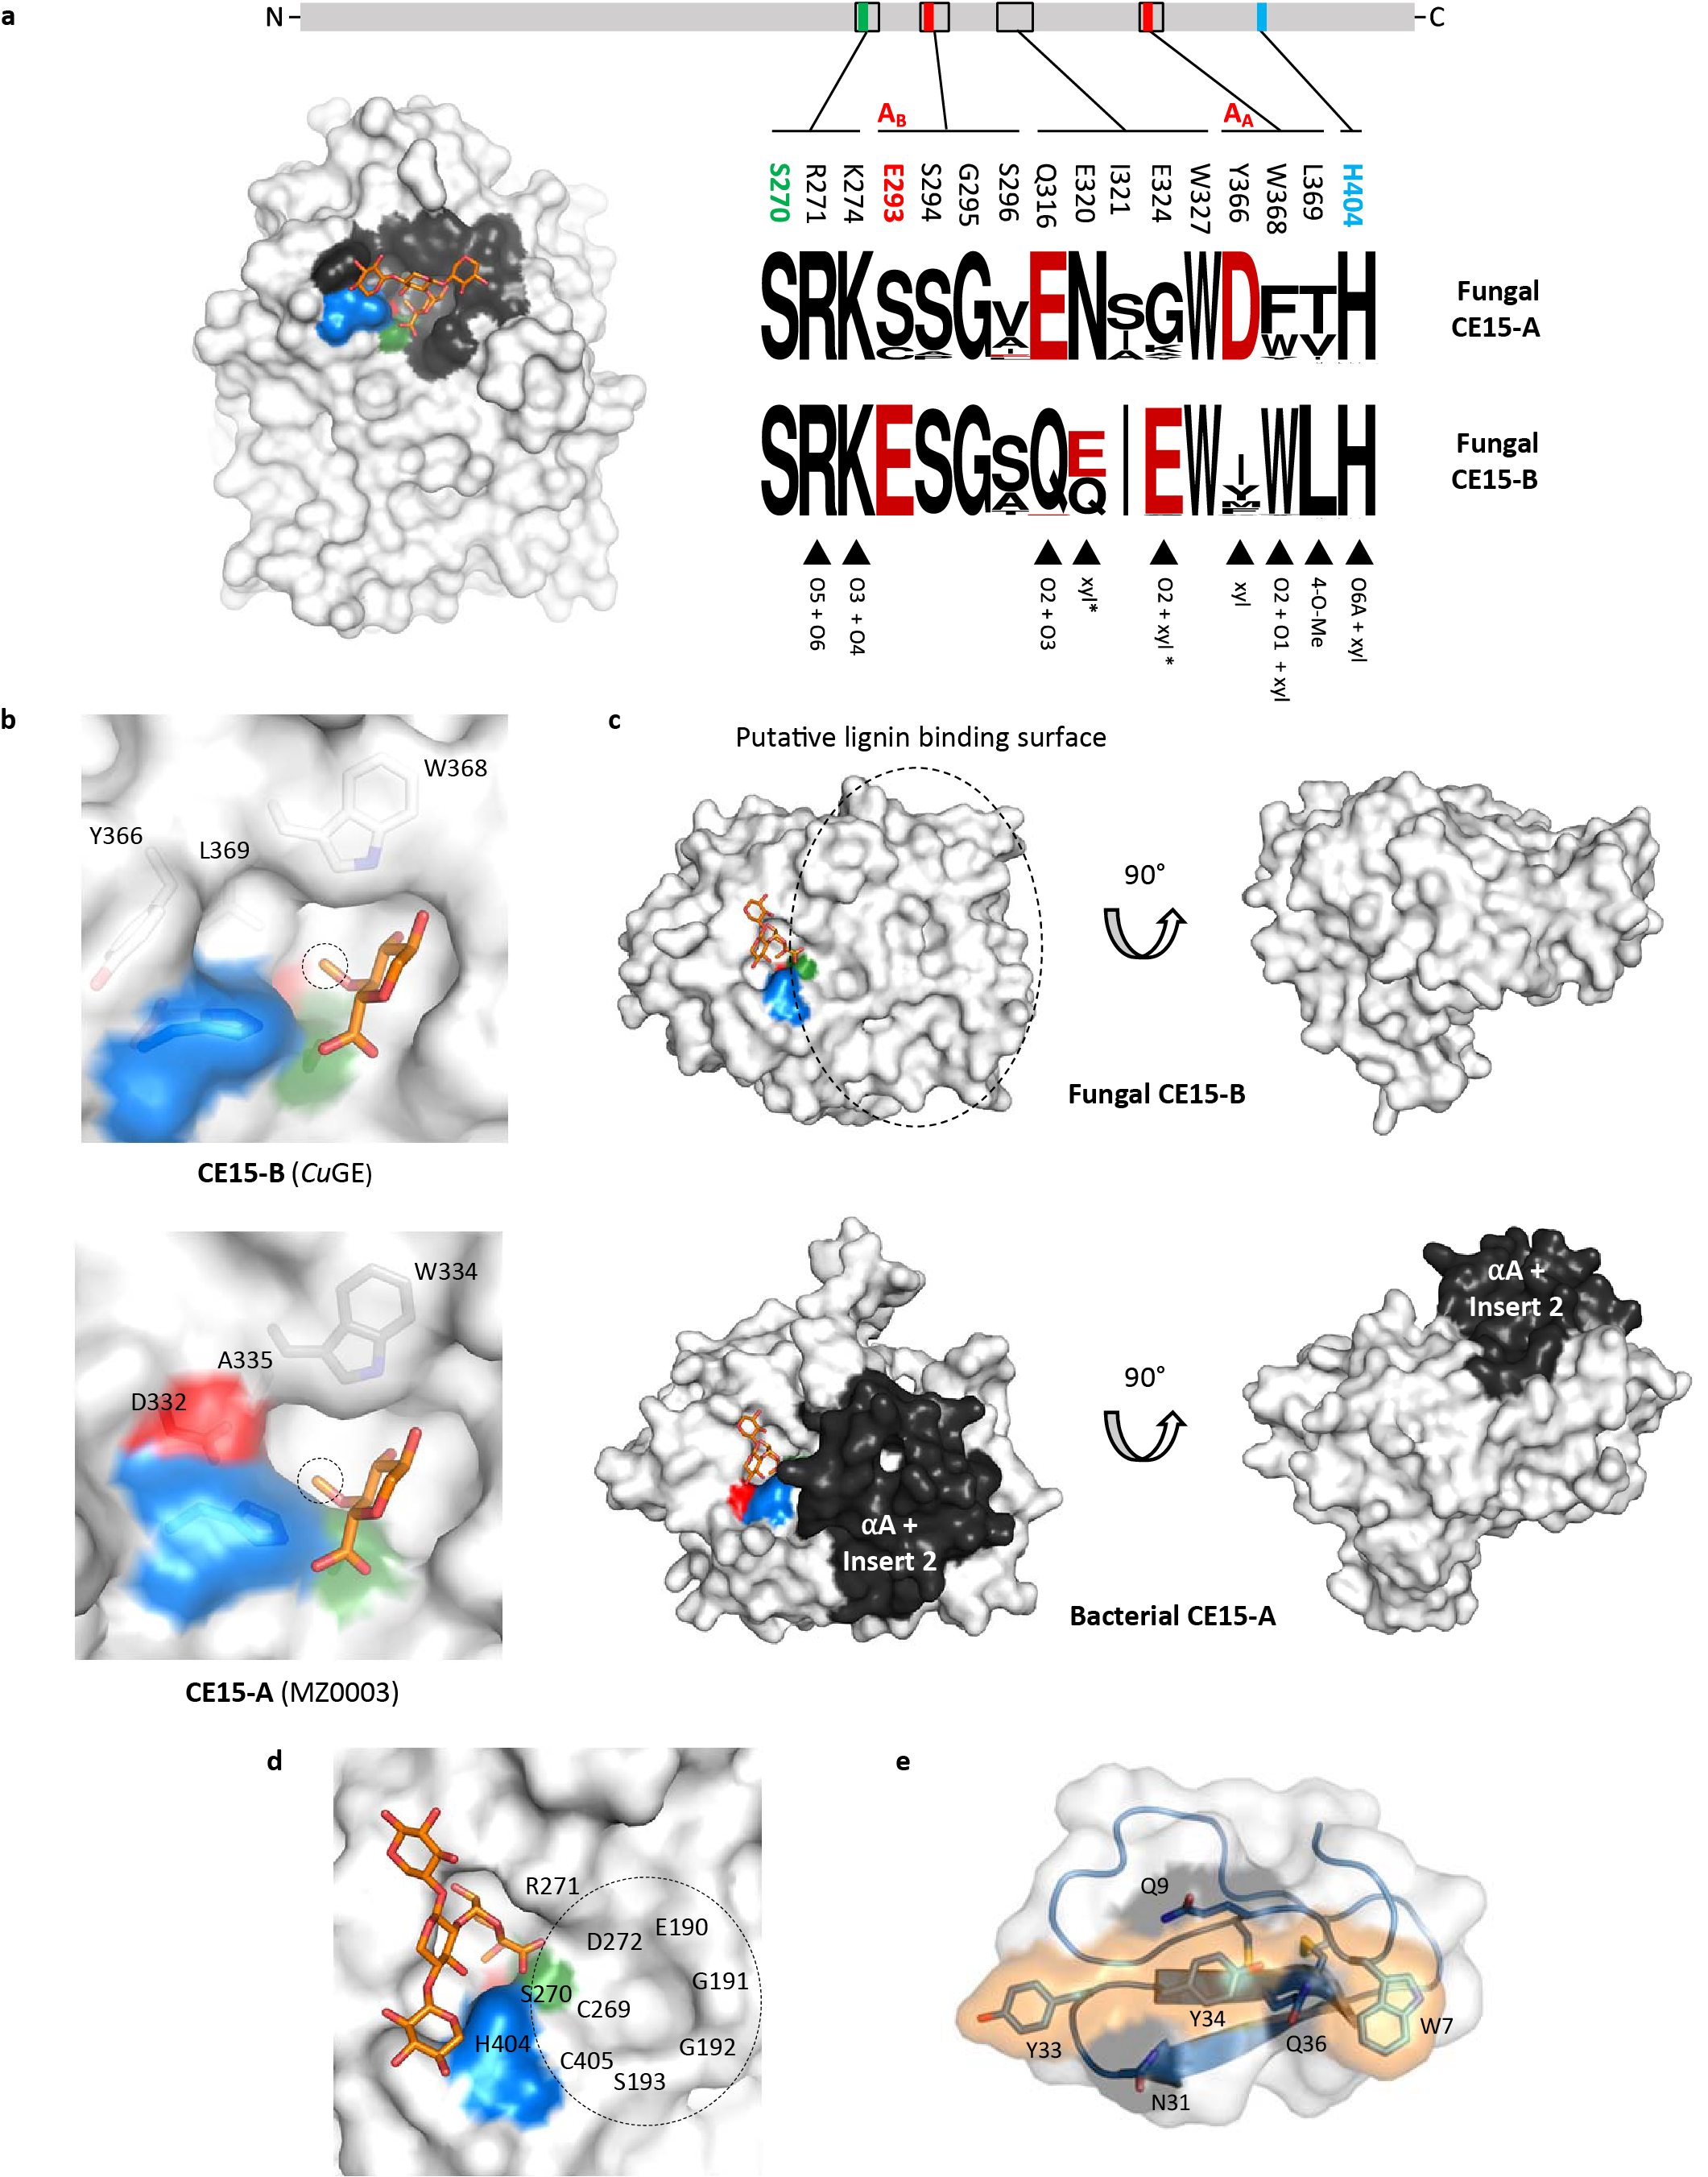 a
N
C
A_B
A_A
S270 R271 K274 E293 S294 G295 S296 Q316 E320 I321 E324 W327 Y366 W368 L369 H404
SRKSSGVENSGWDFTH
Fungal
CE15-A
SRKESGSQEIEWIWLH
Fungal
CE15-B
O5 + O6
O3 + O4
O2 + O3
xyl*
O2 + xyl *
xyl
O2 + O1 + xyl
4-O-Me
O6A + xyl
b
W368
Y366
L369
CE15-B (CuGE)
W334
A335
D332
CE15-A (MZ0003)
c
Putative lignin binding surface
90°
Fungal CE15-B
αA +
Insert 2
90°
αA +
Insert 2
Bacterial CE15-A
d
R271
E190
D272
G191
S270
C269
H404
G192
C405
S193
e
Q9
Y34
Y33
Q36
W7
N31